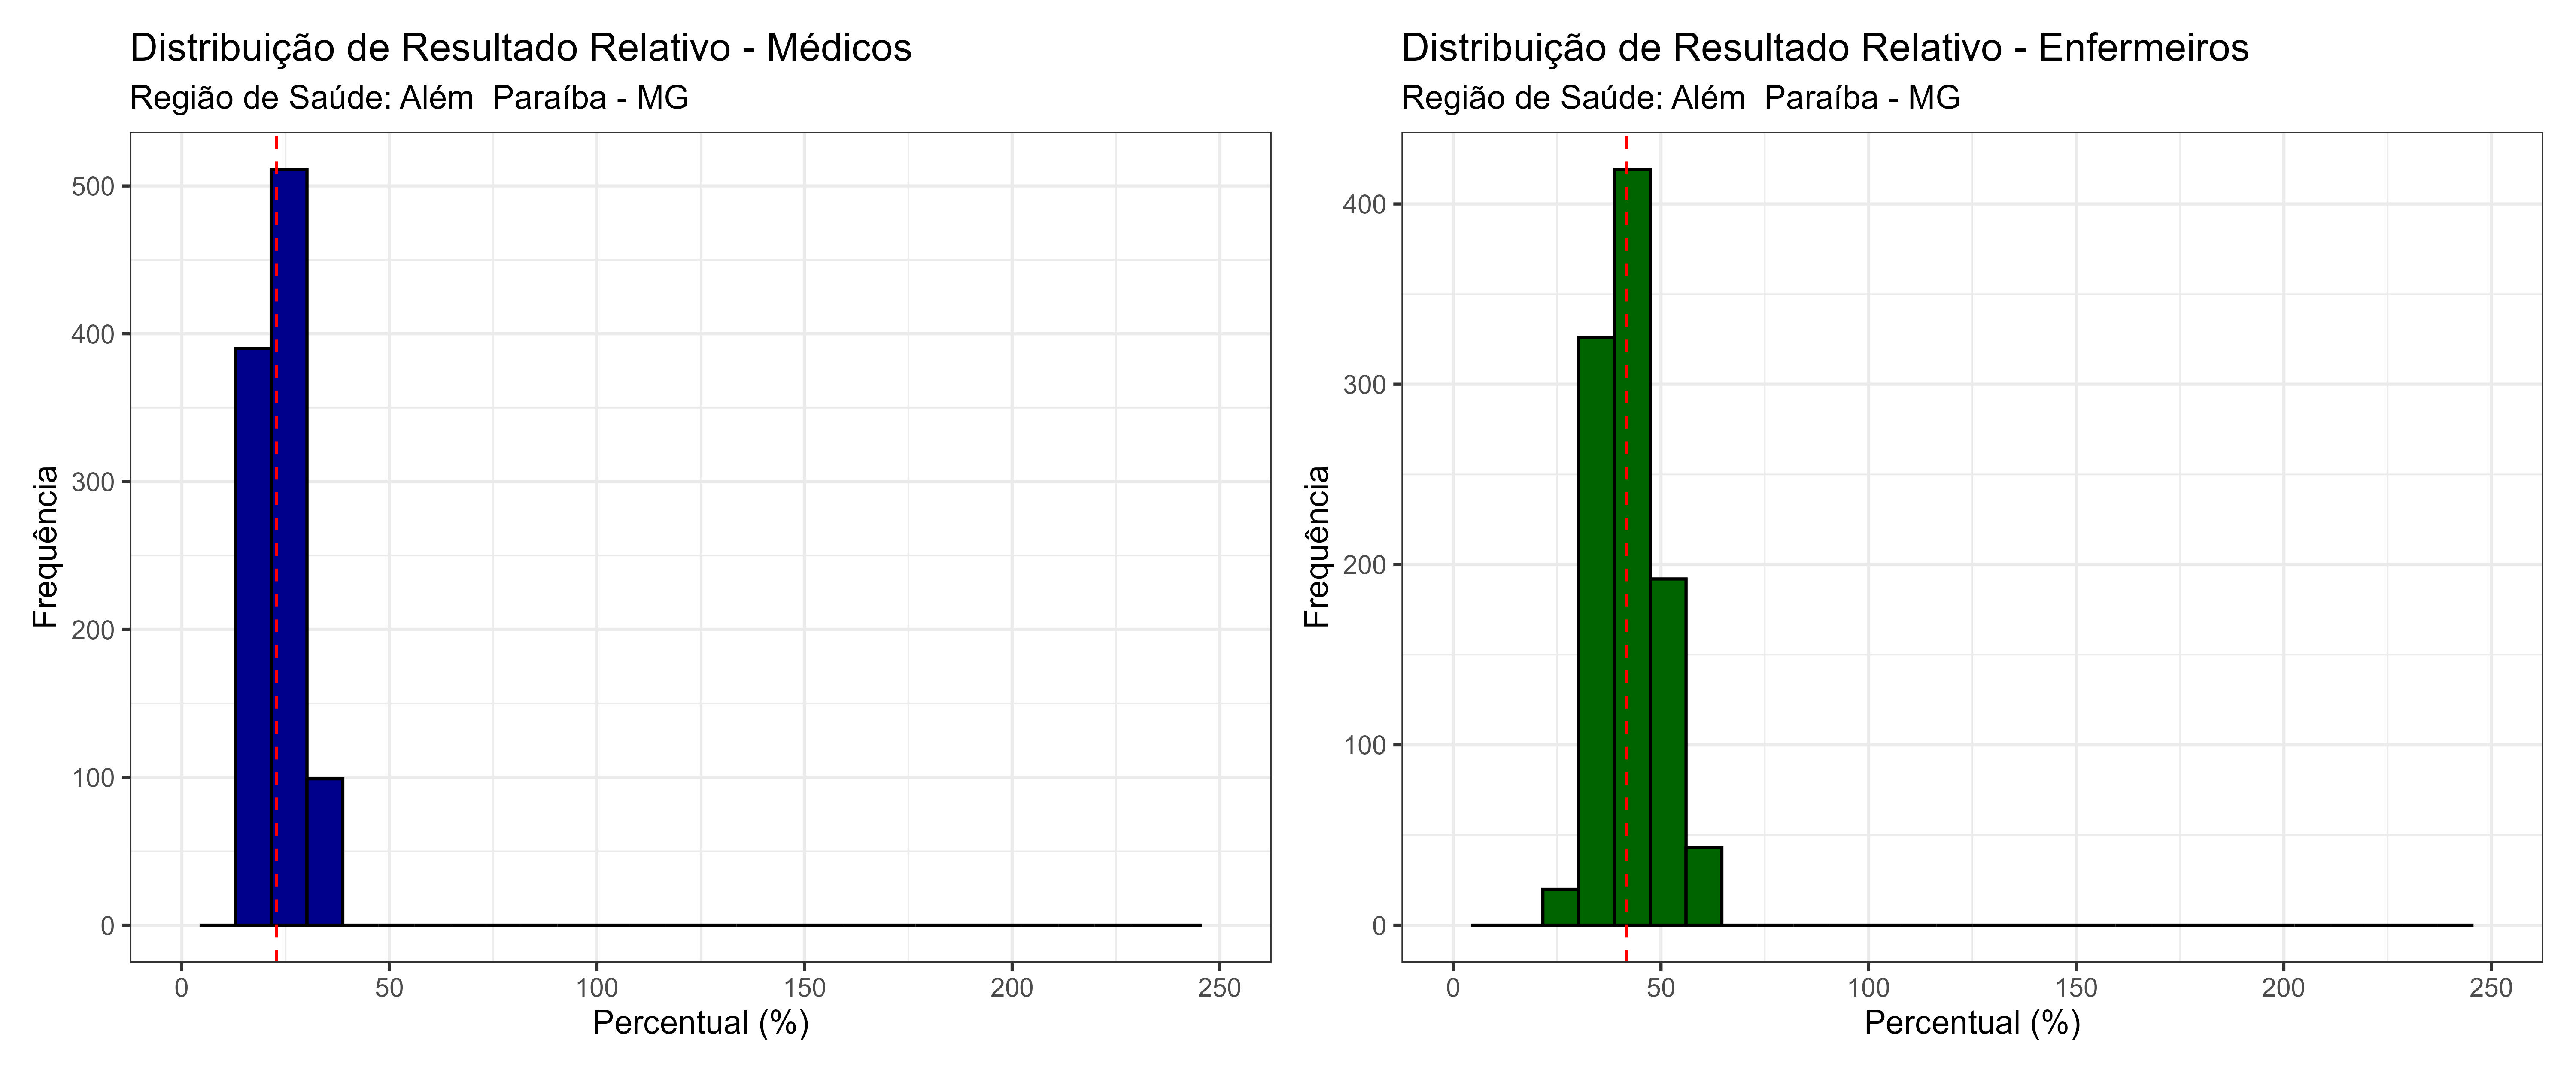 Distribuição de Resultado Relativo - Médicos
Região de Saúde: Além  Paraíba - MG
Frequência
500
400
300
200
100
0
0 50 100 150 200 250
Percentual (%)
Distribuição de Resultado Relativo - Enfermeiros
Região de Saúde: Além  Paraíba - MG
Frequência
400
300
200
100
0
0 50 100 150 200 250
Percentual (%)